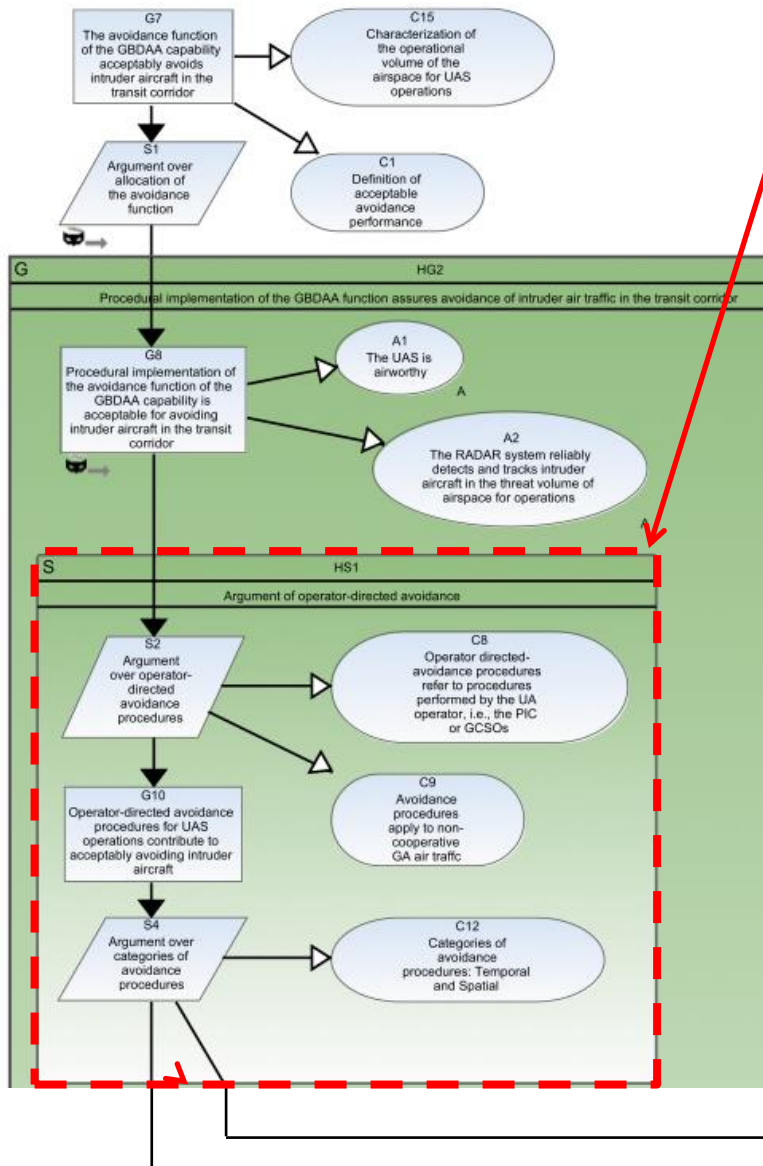 G7
The avoidance function
of the GBDAA capability
acceptably avoids
intruder aircraft in the
transit corridor
C15
Characterization of
the operational
volume of the
airspace for UAS
operations
S1
Argument over
allocation of
the avoidance
function
C1
Definition of
acceptable
avoidance
performance
G
HG2
Procedural implementation of the GBDAA function assures avoidance of intruder air traffic in the transit corridor
G8
Procedural implementation of
the avoidance function of the
GBDAA capability is
acceptable for avoiding
intruder aircraft in the transit
corridor
A1
The UAS is
airworthy
A
A2
The RADAR system reliably
detects and tracks intruder
aircraft in the threat volume of
airspace for operations
A
S
HS1
Argument of operator-directed avoidance
S2
Argument
over operator-
directed
avoidance
procedures
C8
Operator directed-
avoidance procedures
refer to procedures
performed by the UA
operator, i.e., the PIC
or GCSOs
G10
Operator-directed avoidance
procedures for UAS
operations contribute to
acceptably avoiding intruder
aircraft
C9
Avoidance
procedures
apply to non-
cooperative
GA air traffc
S4
Argument over
categories of
avoidance
procedures
C12
Categories of
avoidance
procedures: Temporal
and Spatial